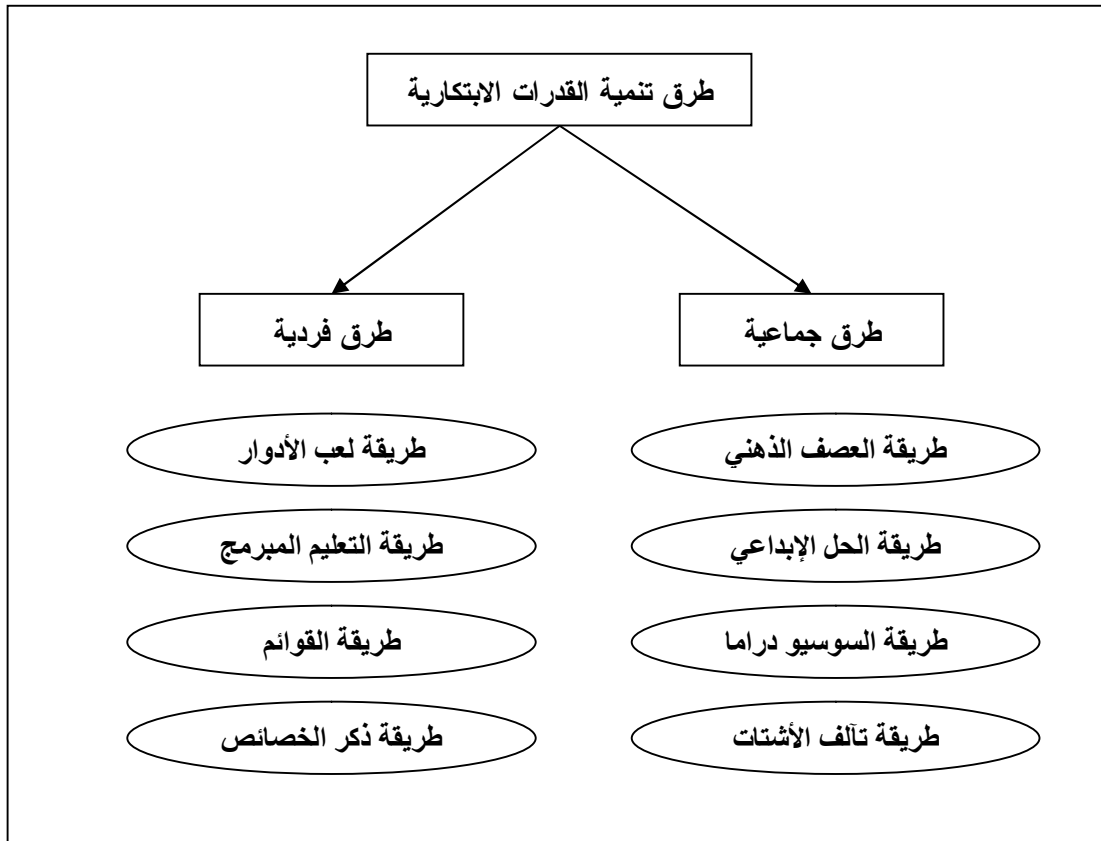 طرق تنمية القدرات الابتكارية
طرق جماعية
طرق فردية
طريقة العصف الذهني
طريقة لعب الأدوار
طريقة الحل الإبداعي
طريقة التعليم المبرمج
طريقة السوسيو دراما
طريقة القوائم
طريقة تآلف الأشتات
طريقة ذكر الخصائص